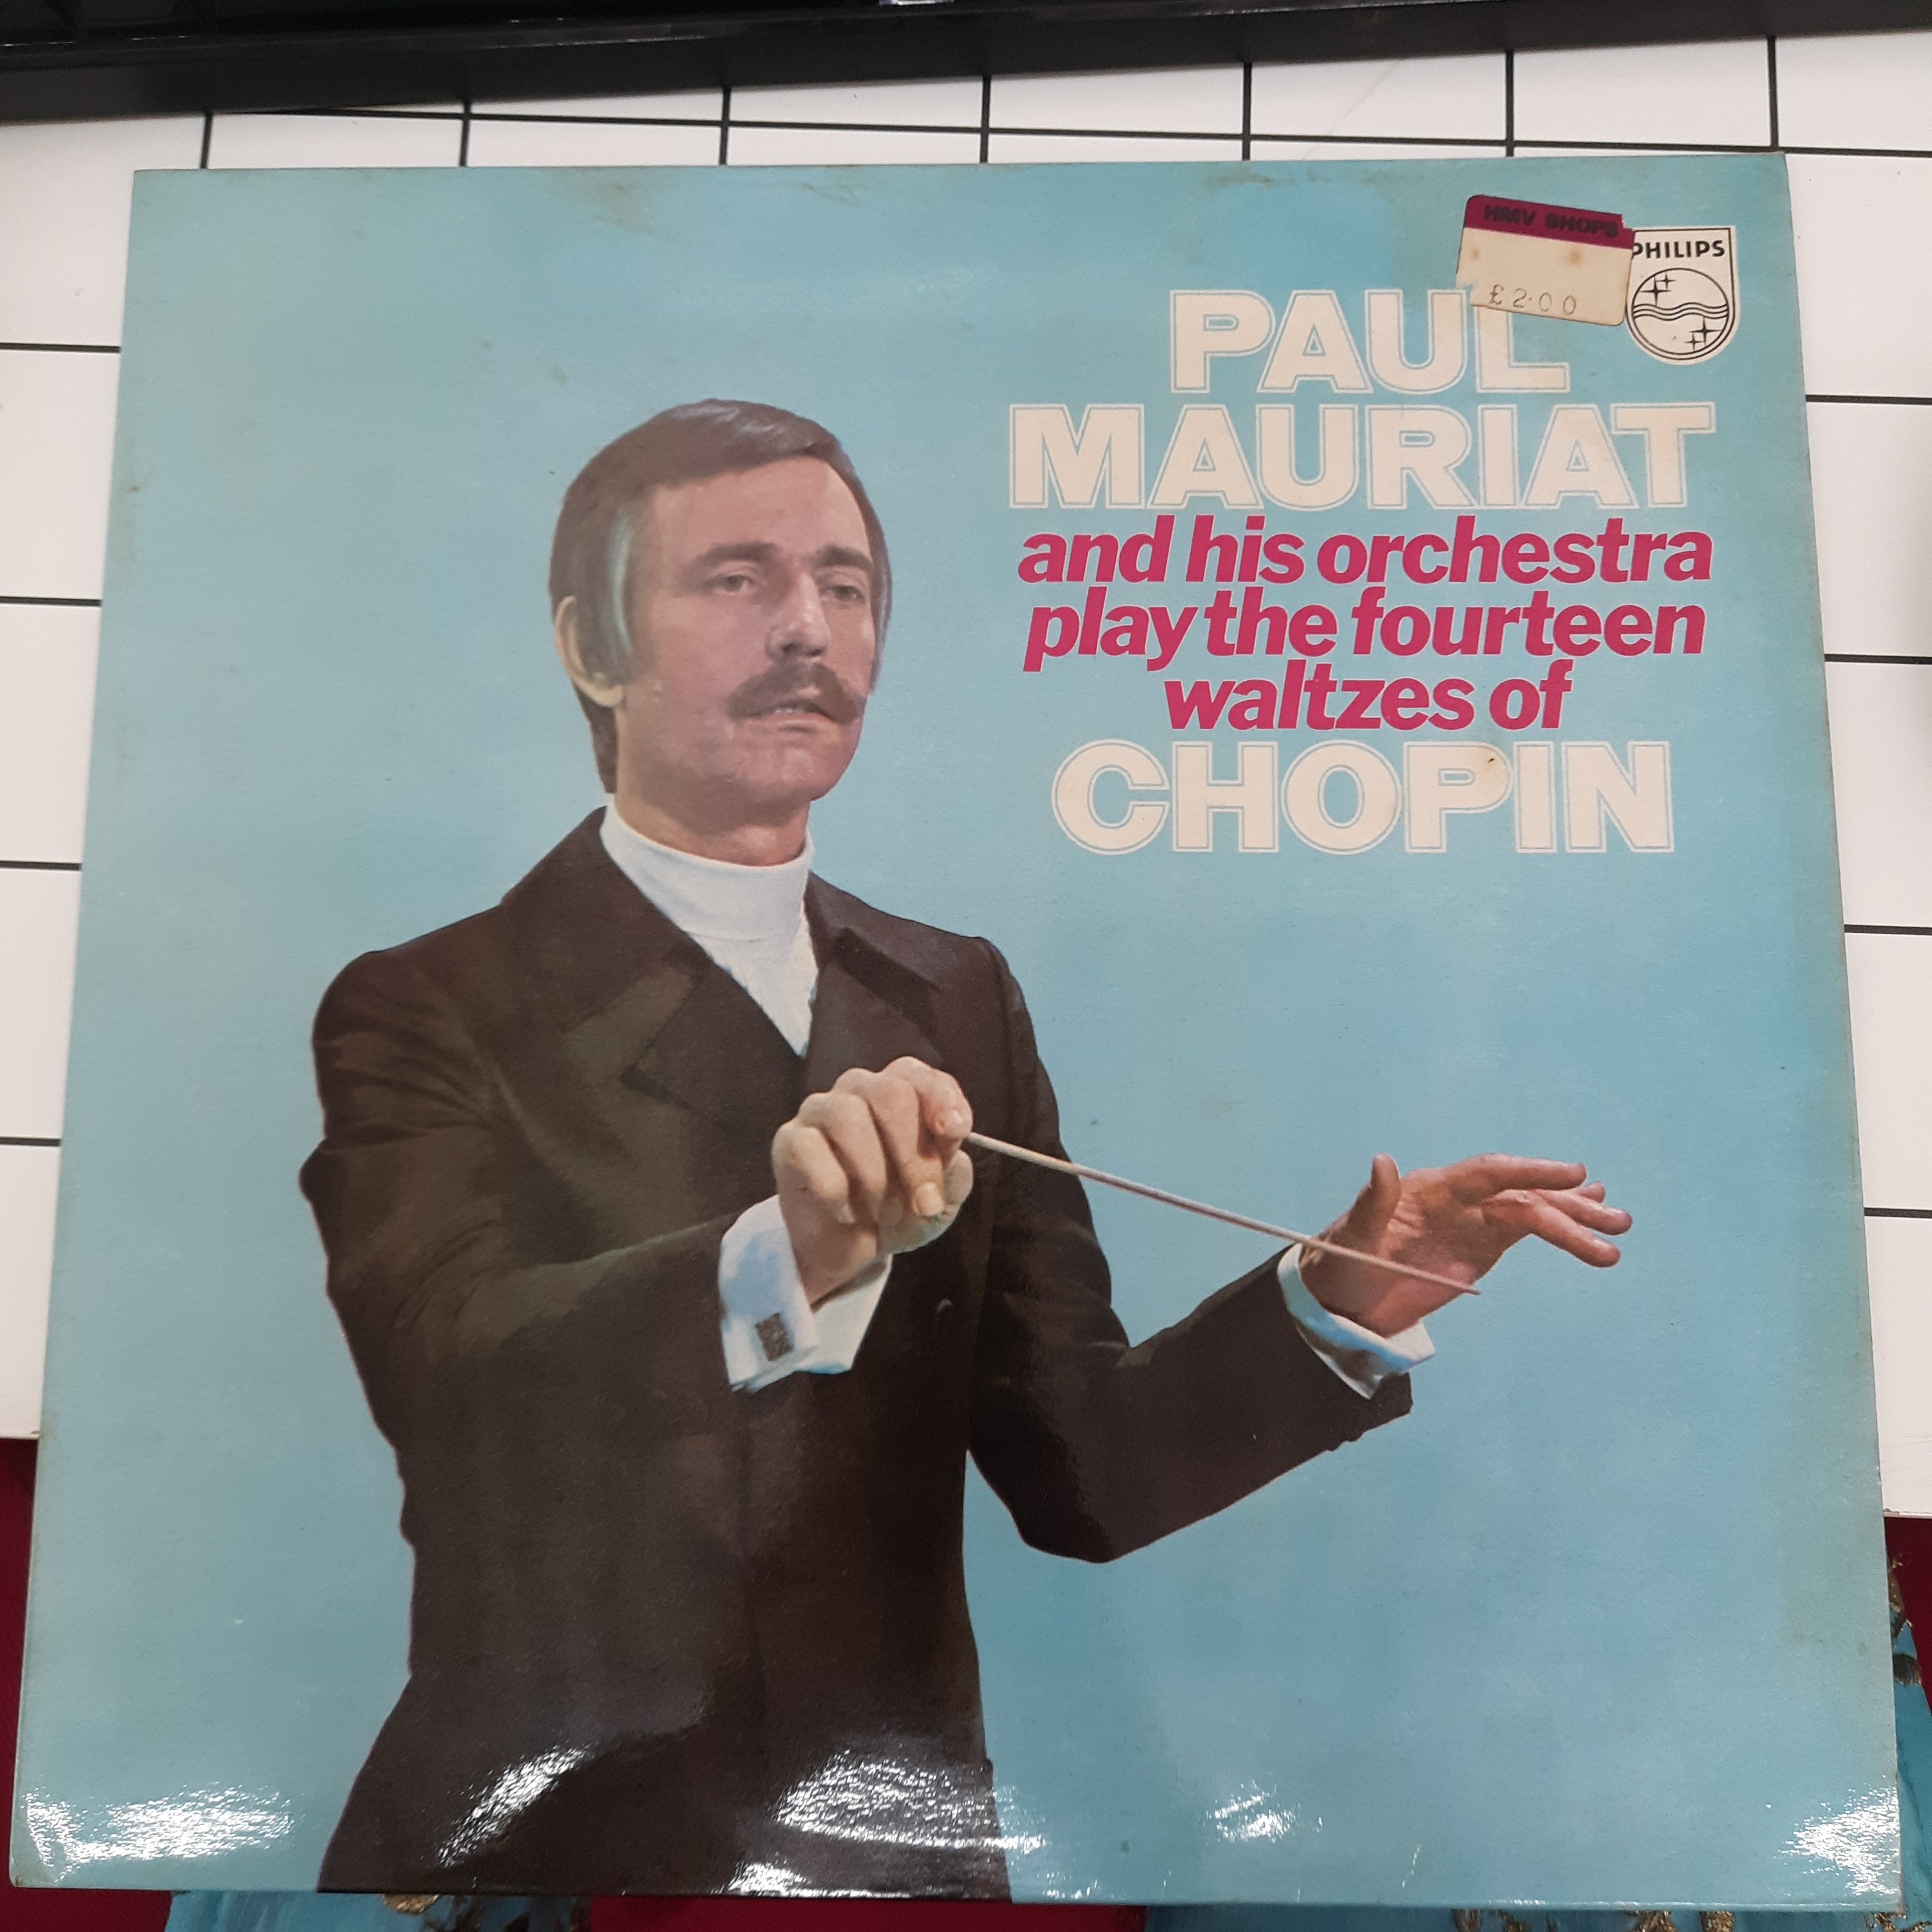 HMV SHOPS
£2.00
PHILIPS
PAUL
MAURIAT
and his orchestra
play the fourteen
waltzes of
CHOPIN